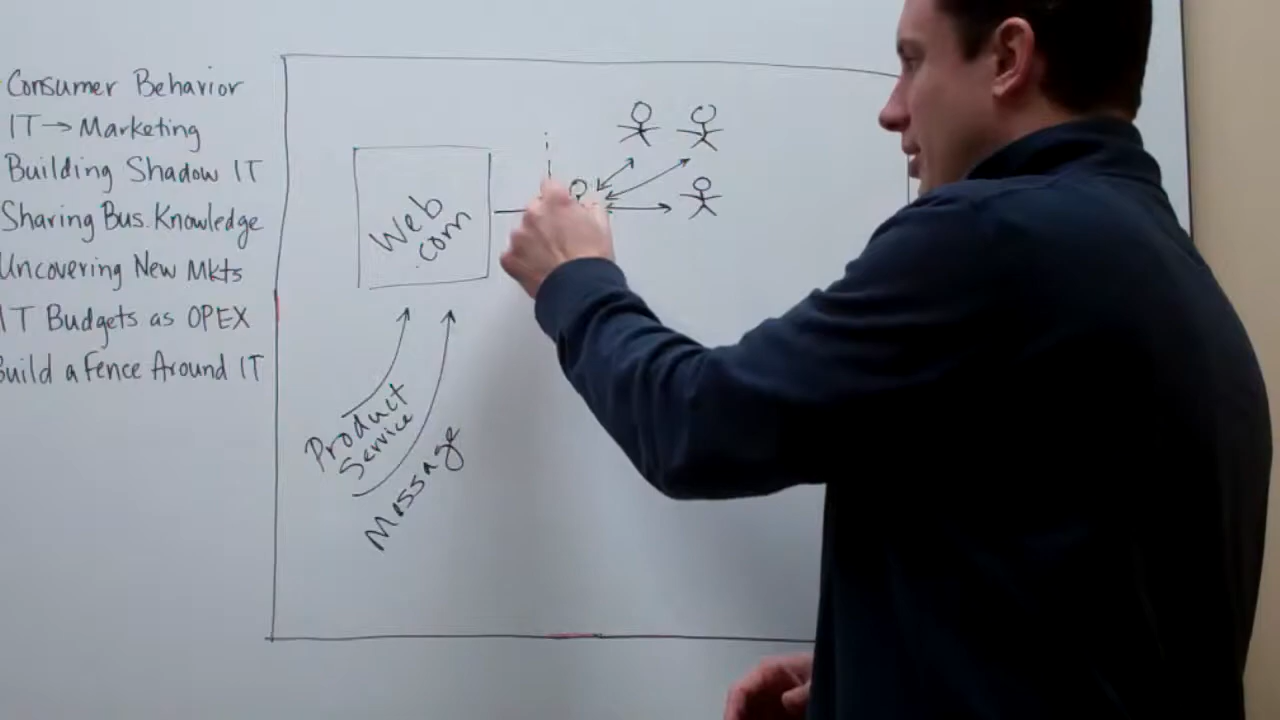 Consumer Behavior
IT → Marketing
Building Shadow IT
Sharing Bus. Knowledge
Uncovering New Mkts
IT Budgets as OPEX
Build a Fence Around IT
Web
.com
Product
Service
Message